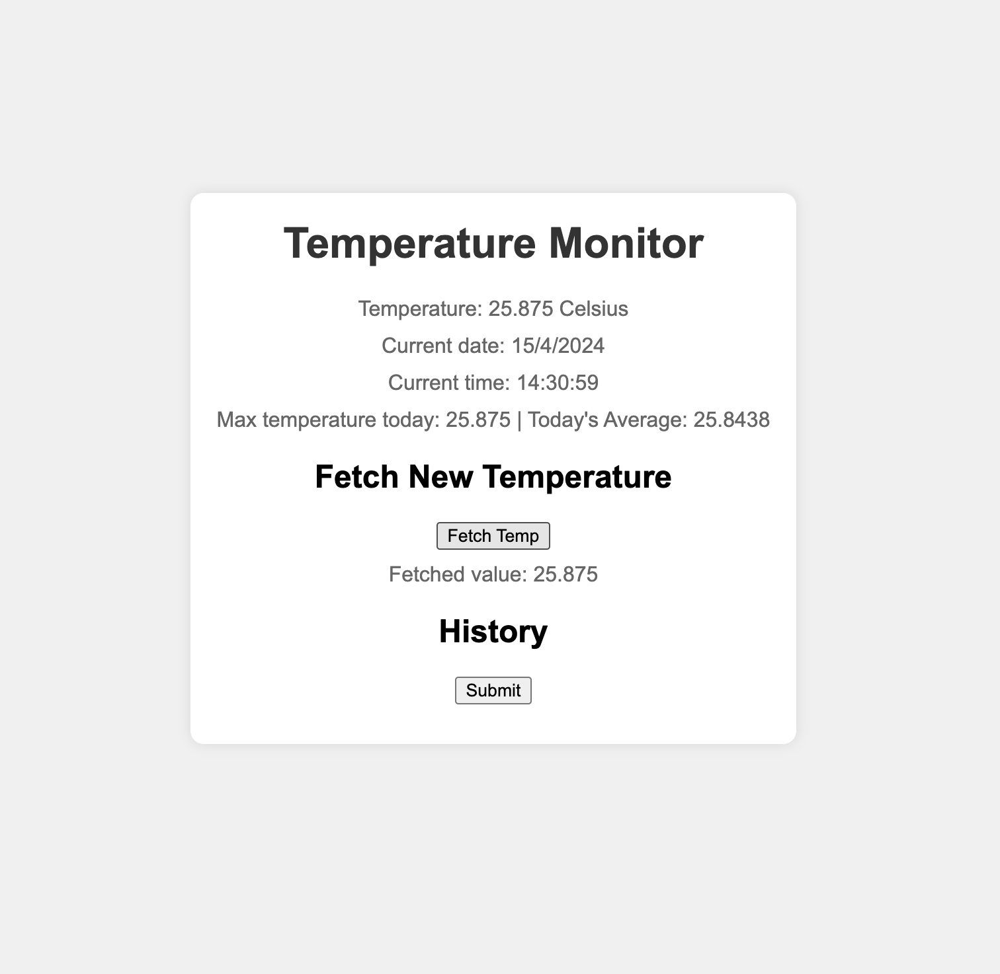 Temperature Monitor
Temperature: 25.875 Celsius
Current date: 15/4/2024
Current time: 14:30:59
Max temperature today: 25.875 | Today's Average: 25.8438
Fetch New Temperature
Fetch Temp
Fetched value: 25.875
History
Submit